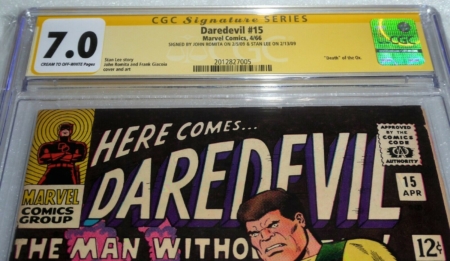 CGC Signature SERIES
Daredevil #15
Marvel Comics, 4/66
SIGNED BY JOHN ROMITA ON 2/3/09 & STAN LEE ON 2/13/09
7.0
CREAM TO OFF-WHITE Pages
Stan Lee story
John Romita and Frank Giacoia
cover and art
"Death" of the Ox.
2012827005
CGC
HERE COMES...
DAREDEVIL
THE MAN WITHO
MARVEL
COMICS
GROUP
APPROVED
BY THE
COMICS
CODE
AUTHORITY
15
APR
12¢